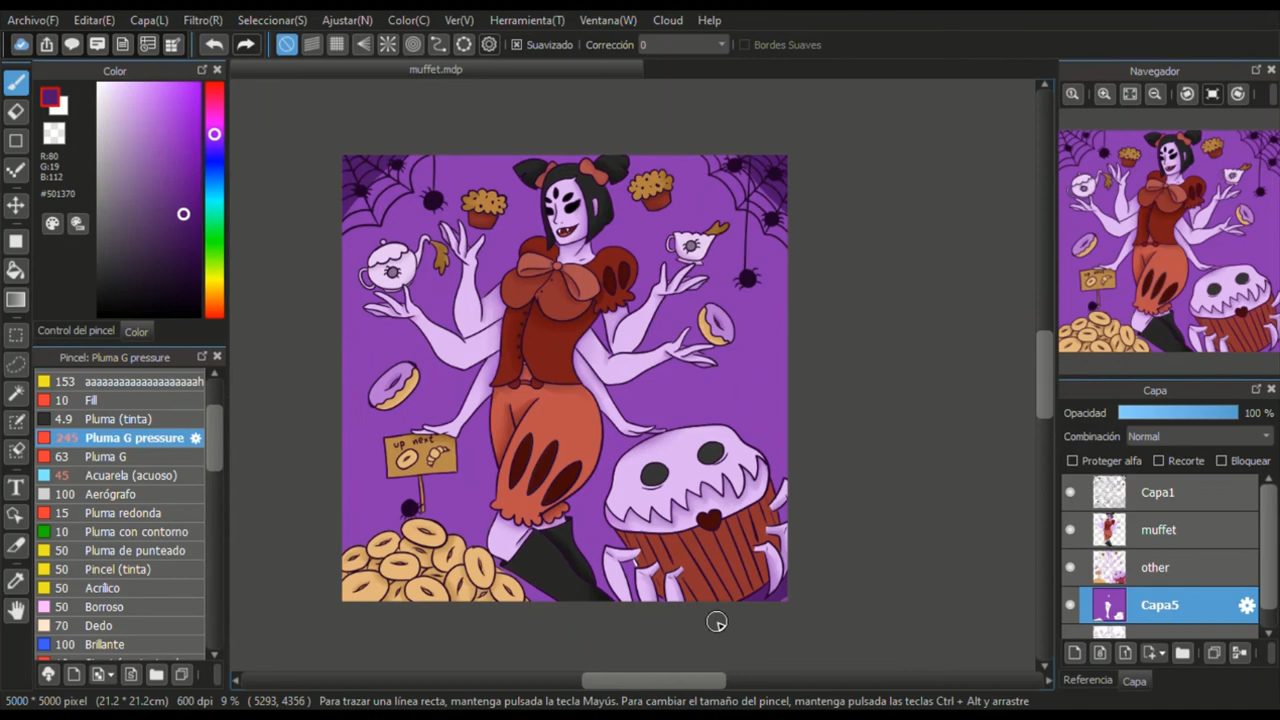 Archivo(F) Editar(E) Capa(L) Filtro(R) Seleccionar(S) Ajustar(N) Color(C) Ver(V) Herramienta(T) Ventana(W) Cloud Help
Suavizado Corrección 0 Bordes Suaves
Color
muffet.mdp
Navegador
R:80
G:19
B:112
#501370
Control del pincel Color
Pincel: Pluma G pressure
153 aaaaaaaaaaaaaaaaaaaah
10 Fill
4.9 Pluma (tinta)
245 Pluma G pressure
63 Pluma G
45 Acuarela (acuoso)
100 Aerógrafo
15 Pluma redonda
10 Pluma con contorno
50 Pluma de punteado
50 Pincel (tinta)
50 Acrílico
50 Borroso
70 Dedo
100 Brillante
up next
Capa
Opacidad 100 %
Combinación Normal
Proteger alfa Recorte Bloquear
Capa1
muffet
other
Capa5
Referencia Capa
5000 * 5000 pixel (21.2 * 21.2cm) 600 dpi 9 % ( 5293, 4356 ) Para trazar una línea recta, mantenga pulsada la tecla Mayús. Para cambiar el tamaño del pincel, mantenga pulsadas las teclas Ctrl + Alt y arrastre